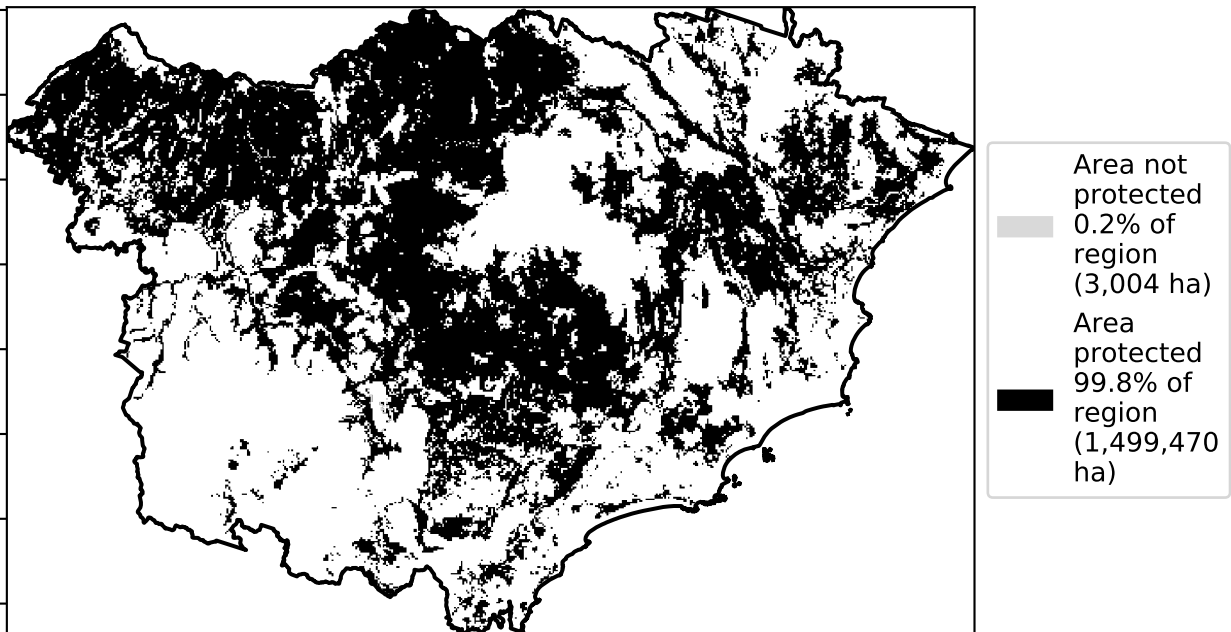 Area not
protected
0.2% of
region
(3,004 ha)
Area
protected
99.8% of
region
(1,499,470
ha)